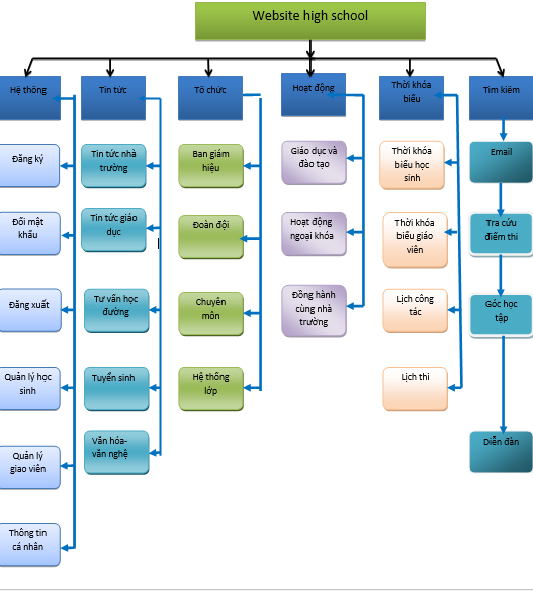 Website high school
Hệ thống
Tin tức
Tổ chức
Hoạt động
Thời khóa
biểu
Tìm kiếm
Đăng ký
Đổi mật
khẩu
Đăng xuất
Quản lý học
sinh
Quản lý
giao viên
Thông tin
cá nhân
Tin tức nhà
trường
Tin tức giáo
dục
Tư vấn học
đường
Tuyển sinh
Văn hóa-
văn nghệ
Ban giám
hiệu
Đoàn đội
Chuyên
môn
Hệ thống
lớp
Giáo dục và
đào tạo
Hoạt động
ngoại khóa
Đồng hành
cùng nhà
trường
Thời khóa
biểu học
sinh
Thời khóa
biểu giáo
viên
Lịch công
tác
Lịch thi
Email
Tra cứu
điểm thi
Góc học
tập
Diễn đàn